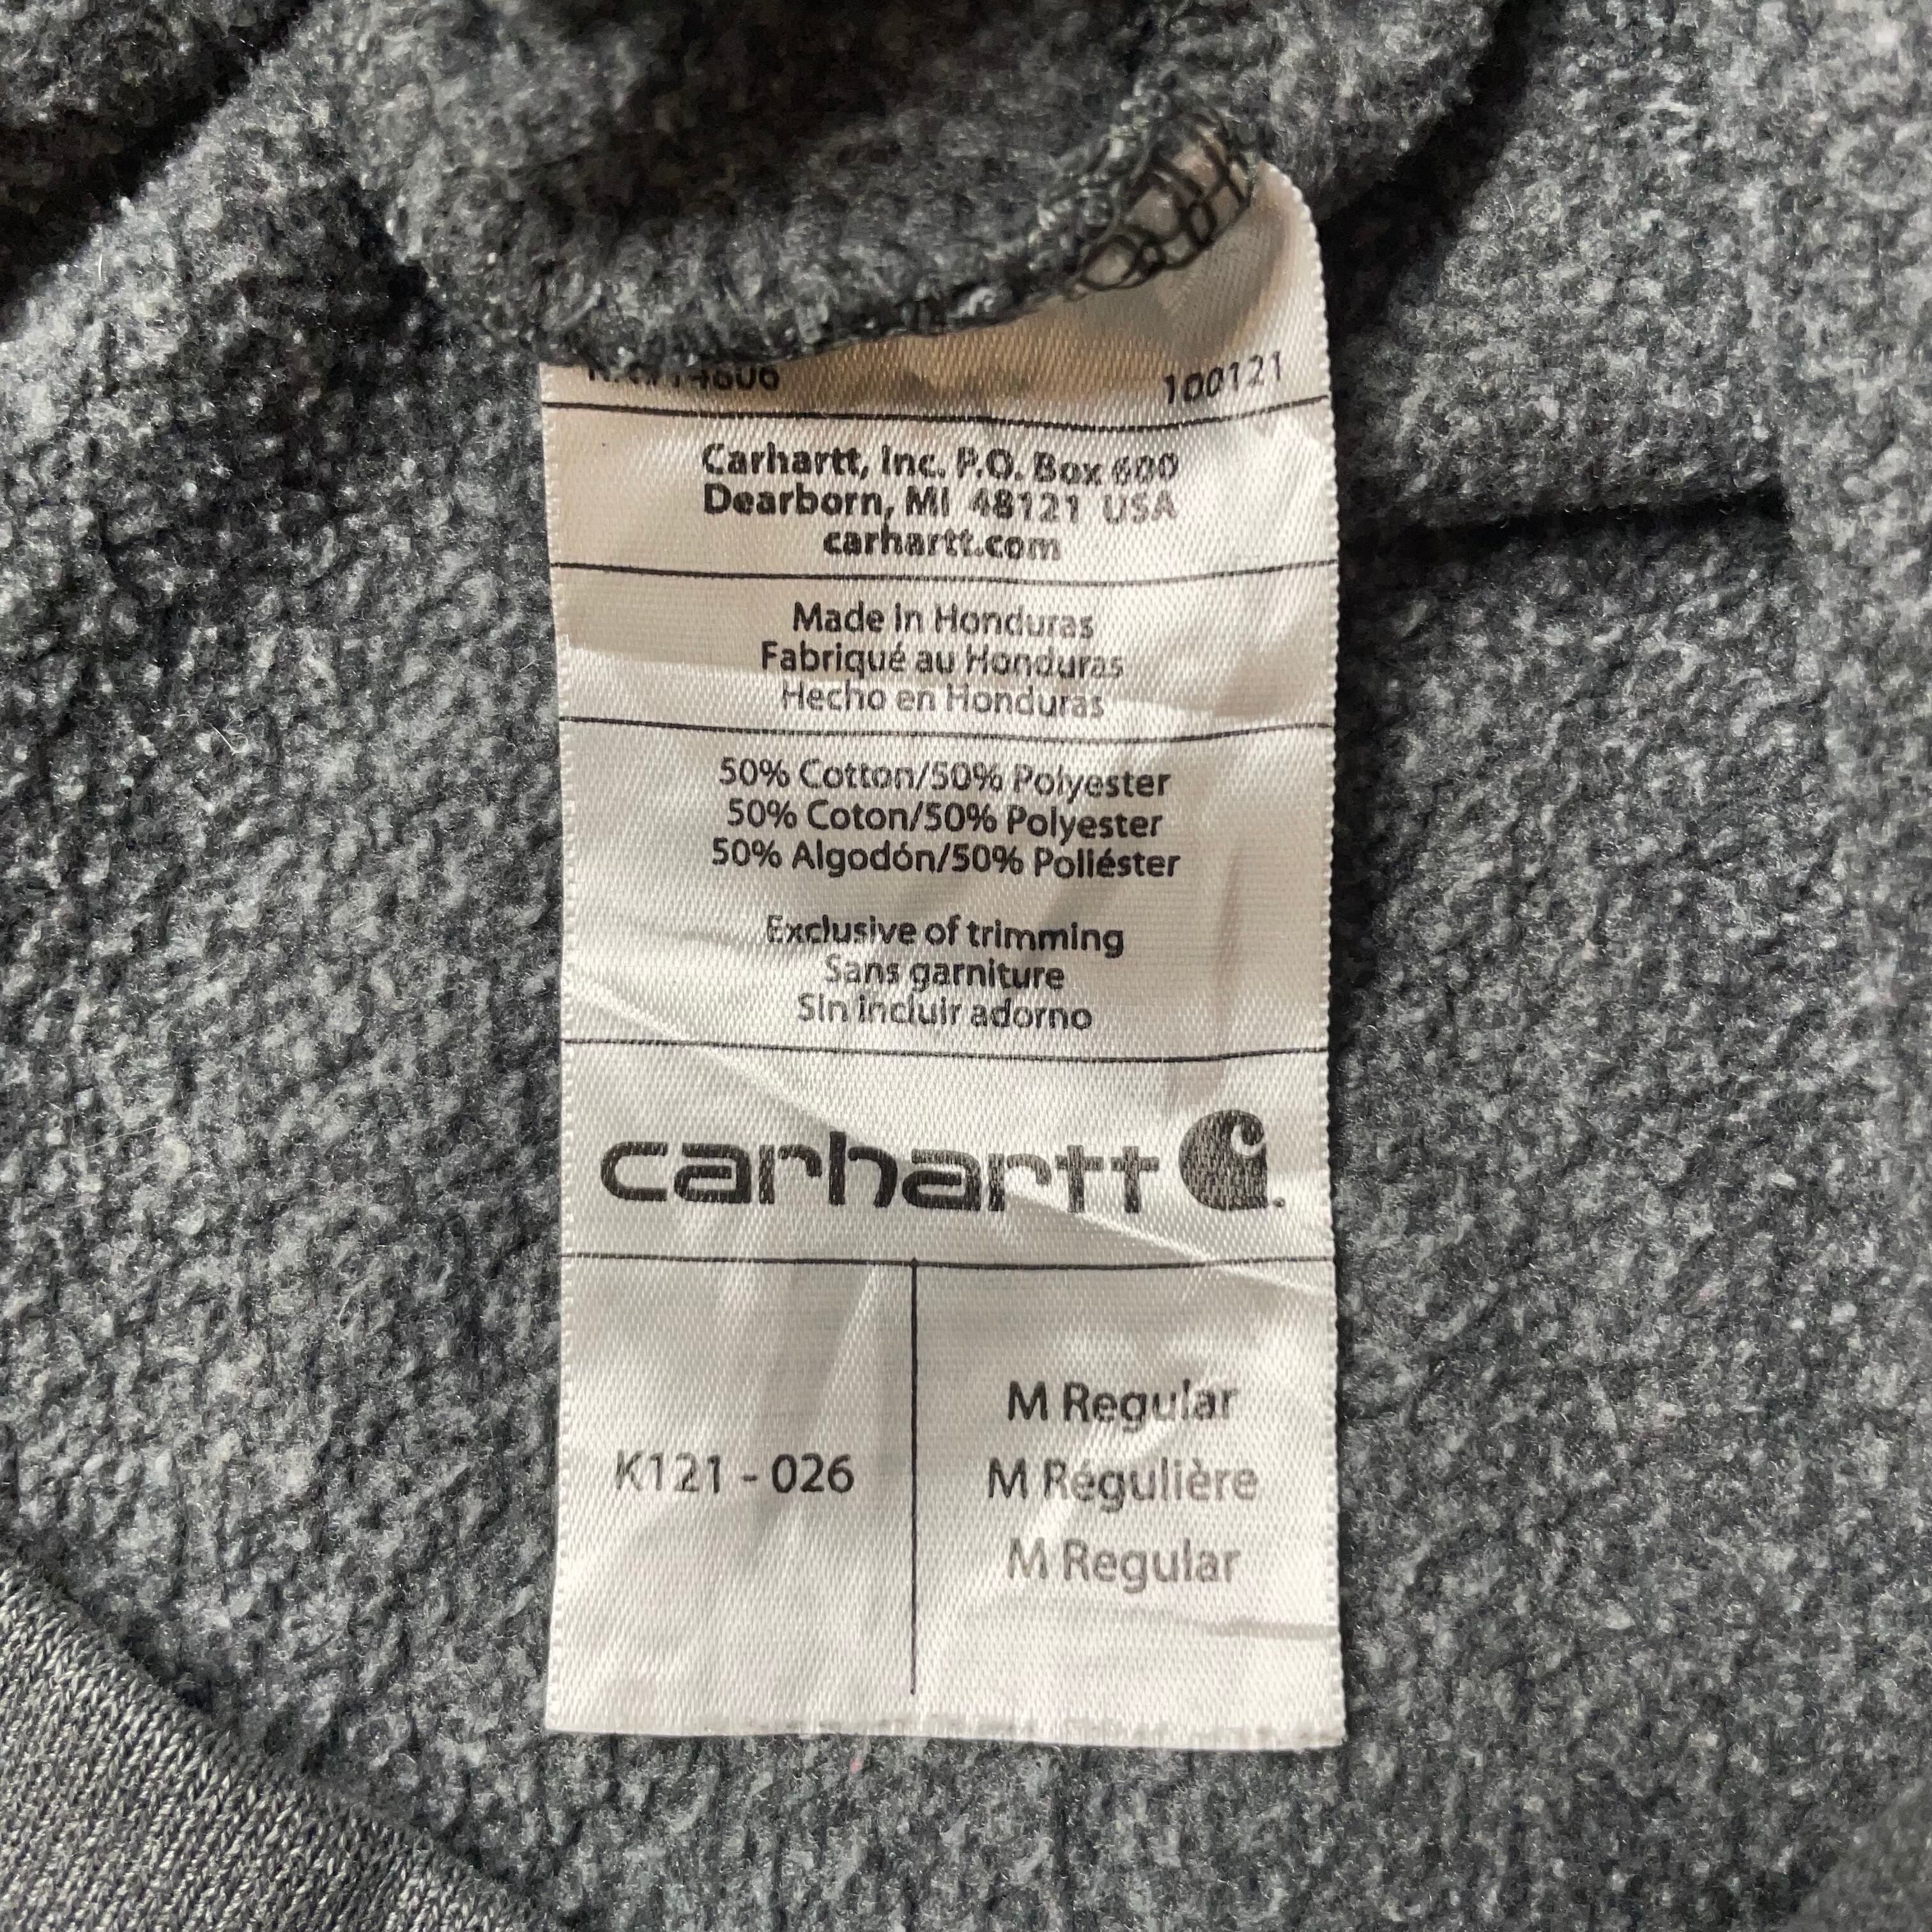 100121
Carhartt, Inc. P.O. Box 600
Dearborn, MI 48121 USA
carhartt.com
Made in Honduras
Fabriqué au Honduras
Hecho en Honduras
50% Cotton/50% Polyester
50% Coton/50% Polyester
50% Algodón/50% Poliéster
Exclusive of trimming
Sans garniture
Sin incluir adorno
carhartt
K121 - 026
M Regular
M Régulière
M Regular